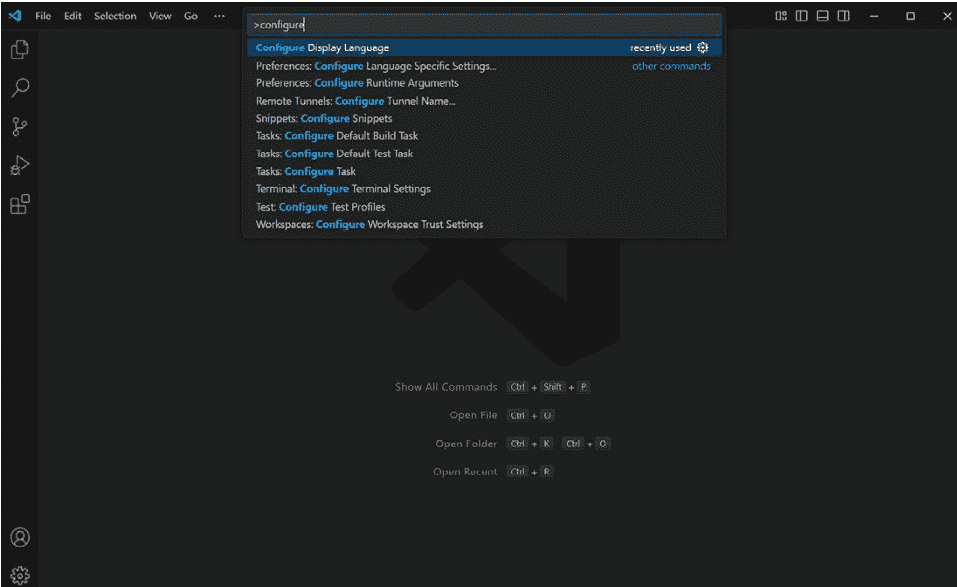 File Edit Selection View Go ...
>configure
Configure Display Language recently used
Preferences: Configure Language Specific Settings... other commands
Preferences: Configure Runtime Arguments
Remote Tunnels: Configure Tunnel Name...
Snippets: Configure Snippets
Tasks: Configure Default Build Task
Tasks: Configure Default Test Task
Tasks: Configure Task
Terminal: Configure Terminal Settings
Test: Configure Test Profiles
Workspaces: Configure Workspace Trust Settings
Show All Commands Ctrl + Shift + P
Open File Ctrl + O
Open Folder Ctrl + K Ctrl + O
Open Recent Ctrl + R